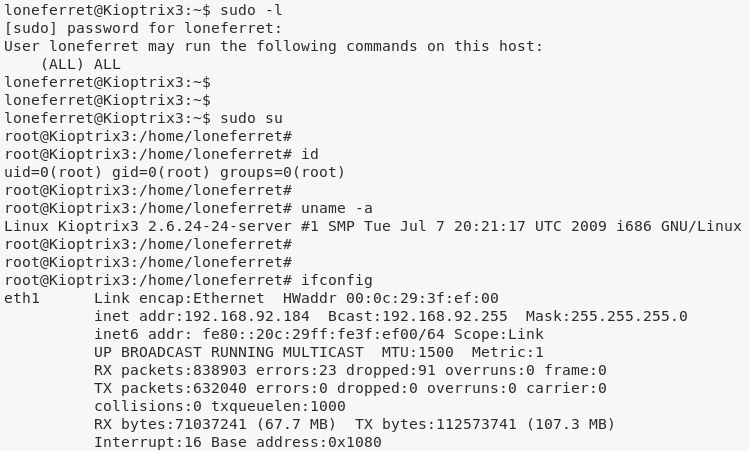 loneferret@Kioptrix3:~$ sudo -l
[sudo] password for loneferret:
User loneferret may run the following commands on this host:
    (ALL) ALL
loneferret@Kioptrix3:~$
loneferret@Kioptrix3:~$
loneferret@Kioptrix3:~$ sudo su
root@Kioptrix3:/home/loneferret#
root@Kioptrix3:/home/loneferret# id
uid=0(root) gid=0(root) groups=0(root)
root@Kioptrix3:/home/loneferret#
root@Kioptrix3:/home/loneferret# uname -a
Linux Kioptrix3 2.6.24-24-server #1 SMP Tue Jul 7 20:21:17 UTC 2009 i686 GNU/Linux
root@Kioptrix3:/home/loneferret#
root@Kioptrix3:/home/loneferret#
root@Kioptrix3:/home/loneferret# ifconfig
eth1      Link encap:Ethernet  HWaddr 00:0c:29:3f:ef:00
          inet addr:192.168.92.184  Bcast:192.168.92.255  Mask:255.255.255.0
          inet6 addr: fe80::20c:29ff:fe3f:ef00/64 Scope:Link
          UP BROADCAST RUNNING MULTICAST  MTU:1500  Metric:1
          RX packets:838903 errors:23 dropped:91 overruns:0 frame:0
          TX packets:632040 errors:0 dropped:0 overruns:0 carrier:0
          collisions:0 txqueuelen:1000
          RX bytes:71037241 (67.7 MB)  TX bytes:112573741 (107.3 MB)
          Interrupt:16 Base address:0x1080